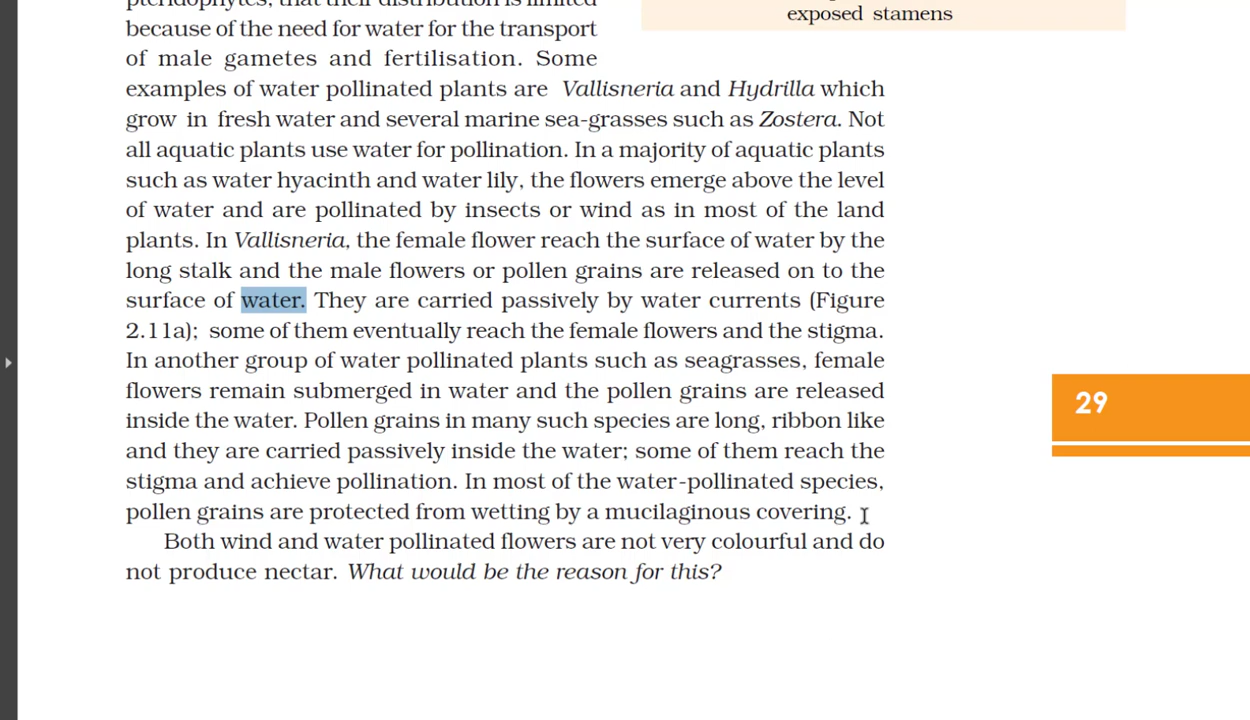 pteridophytes, that their distribution is limited
because of the need for water for the transport
of male gametes and fertilisation. Some
exposed stamens
examples of water pollinated plants are Vallisneria and Hydrilla which
grow in fresh water and several marine sea-grasses such as Zostera. Not
all aquatic plants use water for pollination. In a majority of aquatic plants
such as water hyacinth and water lily, the flowers emerge above the level
of water and are pollinated by insects or wind as in most of the land
plants. In Vallisneria, the female flower reach the surface of water by the
long stalk and the male flowers or pollen grains are released on to the
surface of water. They are carried passively by water currents (Figure
2.11a); some of them eventually reach the female flowers and the stigma.
In another group of water pollinated plants such as seagrasses, female
flowers remain submerged in water and the pollen grains are released
inside the water. Pollen grains in many such species are long, ribbon like
and they are carried passively inside the water; some of them reach the
stigma and achieve pollination. In most of the water-pollinated species,
pollen grains are protected from wetting by a mucilaginous covering.
Both wind and water pollinated flowers are not very colourful and do
not produce nectar. What would be the reason for this?
29